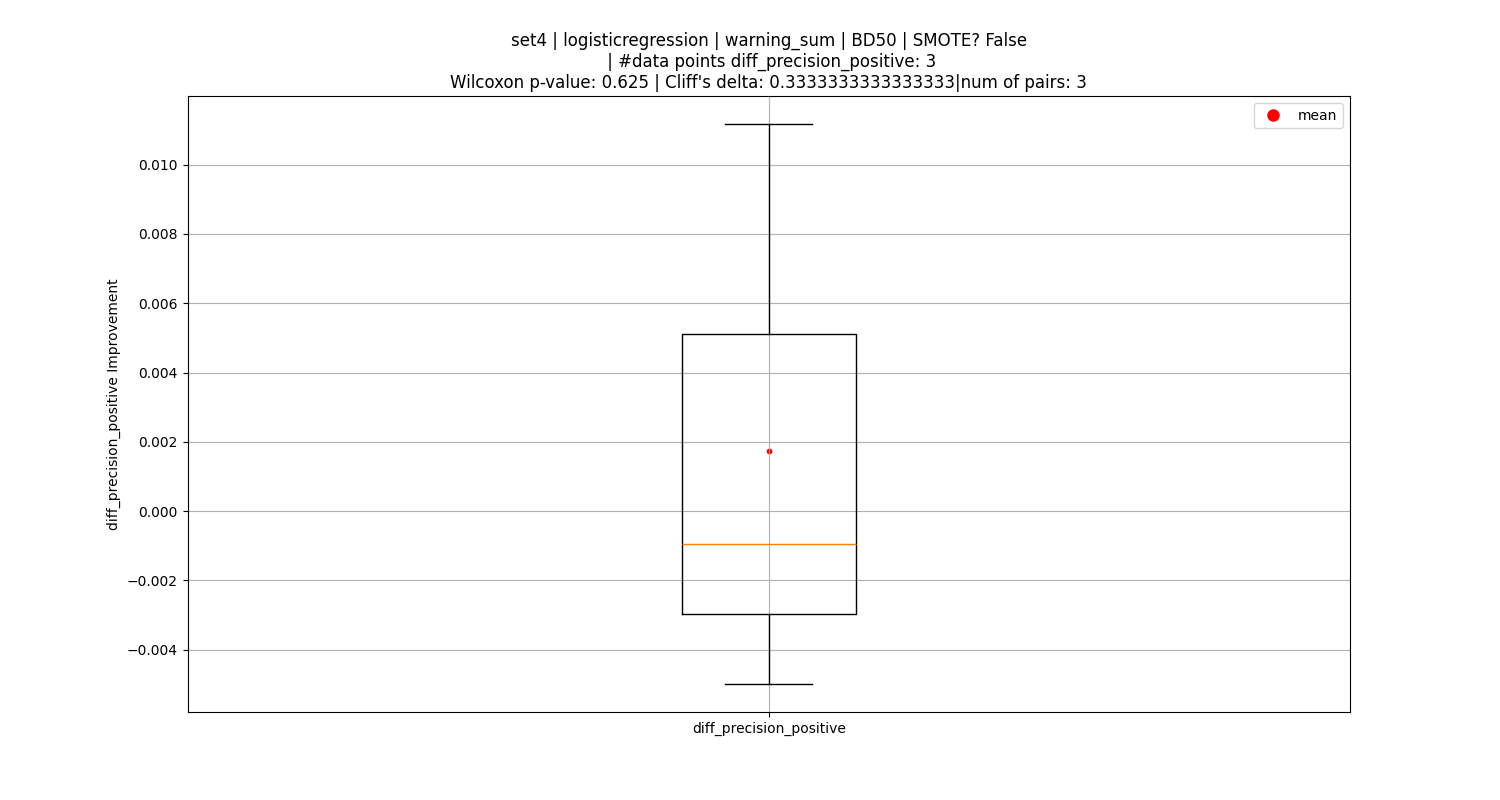 set4 | logisticregression | warning_sum | BD50 | SMOTE? False
| #data points diff_precision_positive: 3
Wilcoxon p-value: 0.625 | Cliff's delta: 0.3333333333333333|num of pairs: 3
mean
0.010
0.008
0.006
0.004
0.002
0.000
−0.002
−0.004
diff_precision_positive Improvement
diff_precision_positive